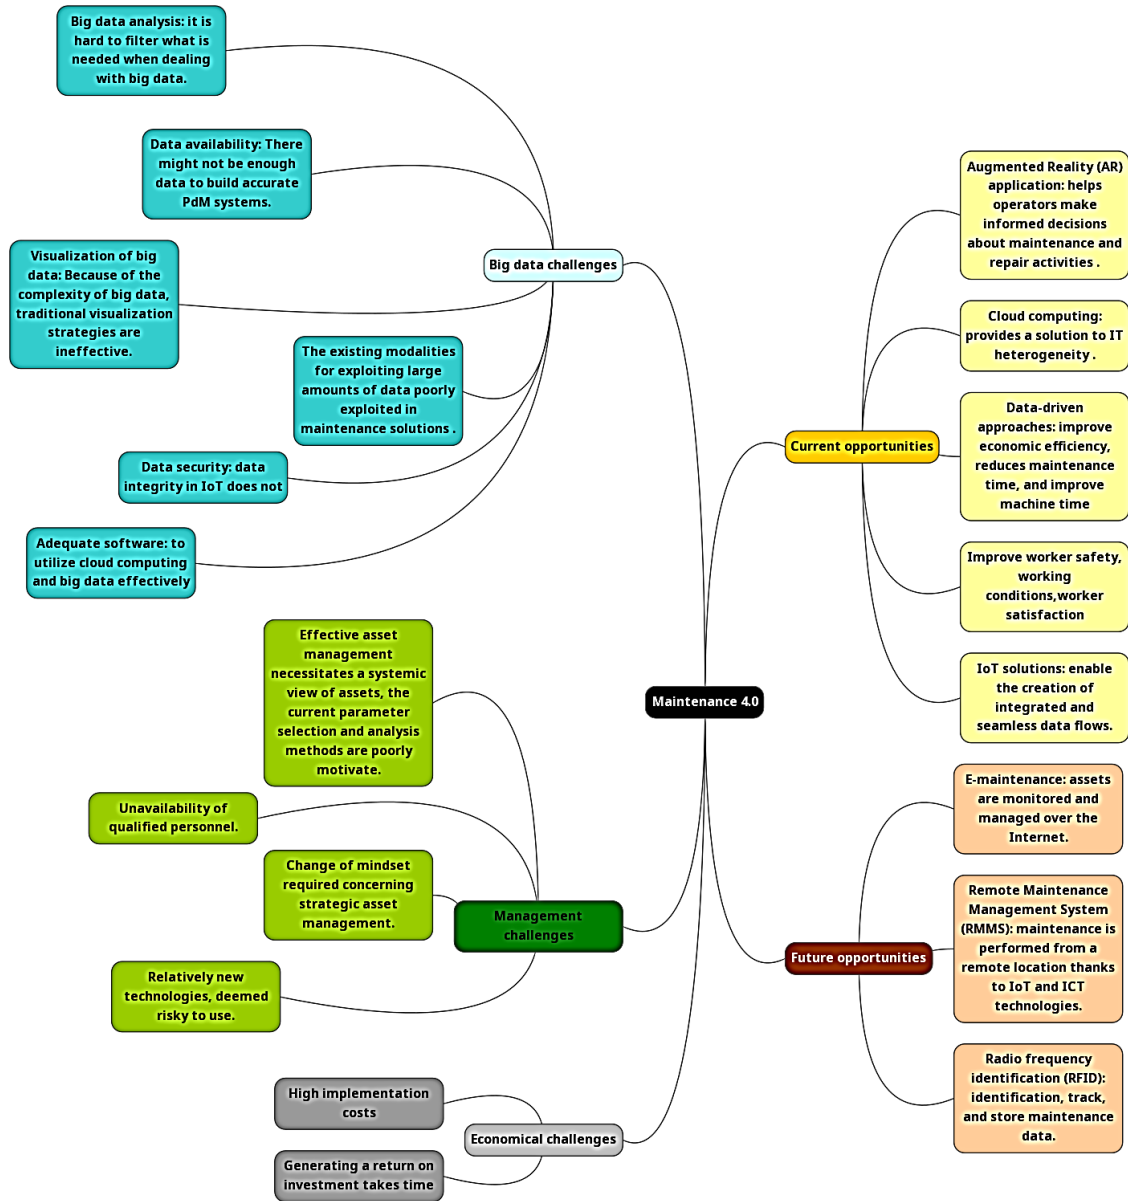 Big data analysis: it is
hard to filter what is
needed when dealing
with big data.
Data availability: There
might not be enough
data to build accurate
PdM systems.
Visualization of big
data: Because of the
complexity of big data,
traditional visualization
strategies are
ineffective.
Big data challenges
The existing modalities
for exploiting large
amounts of data poorly
exploited in
maintenance solutions .
Data security: data
integrity in IoT does not
Adequate software: to
utilize cloud computing
and big data effectively
Effective asset
management
necessitates a systemic
view of assets, the
current parameter
selection and analysis
methods are poorly
motivate.
Unavailability of
qualified personnel.
Change of mindset
required concerning
strategic asset
management.
Management
challenges
Relatively new
technologies, deemed
risky to use.
High implementation
costs
Economical challenges
Generating a return on
investment takes time
Maintenance 4.0
Augmented Reality (AR)
application: helps
operators make
informed decisions
about maintenance and
repair activities .
Cloud computing:
provides a solution to IT
heterogeneity .
Current opportunities
Data-driven
approaches: improve
economic efficiency,
reduces maintenance
time, and improve
machine time
Improve worker safety,
working
conditions,worker
satisfaction
IoT solutions: enable
the creation of
integrated and
seamless data flows.
E-maintenance: assets
are monitored and
managed over the
Internet.
Future opportunities
Remote Maintenance
Management System
(RMMS): maintenance is
performed from a
remote location thanks
to IoT and ICT
technologies.
Radio frequency
identification (RFID):
identification, track,
and store maintenance
data.